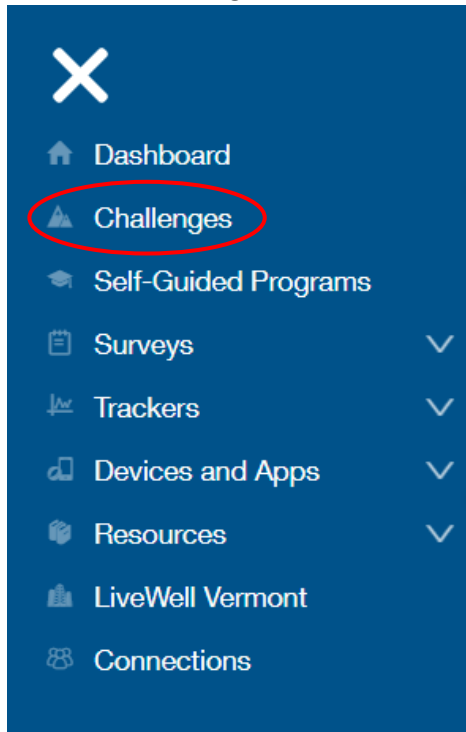 Dashboard
Challenges
Self-Guided Programs
Surveys
Trackers
Devices and Apps
Resources
LiveWell Vermont
Connections